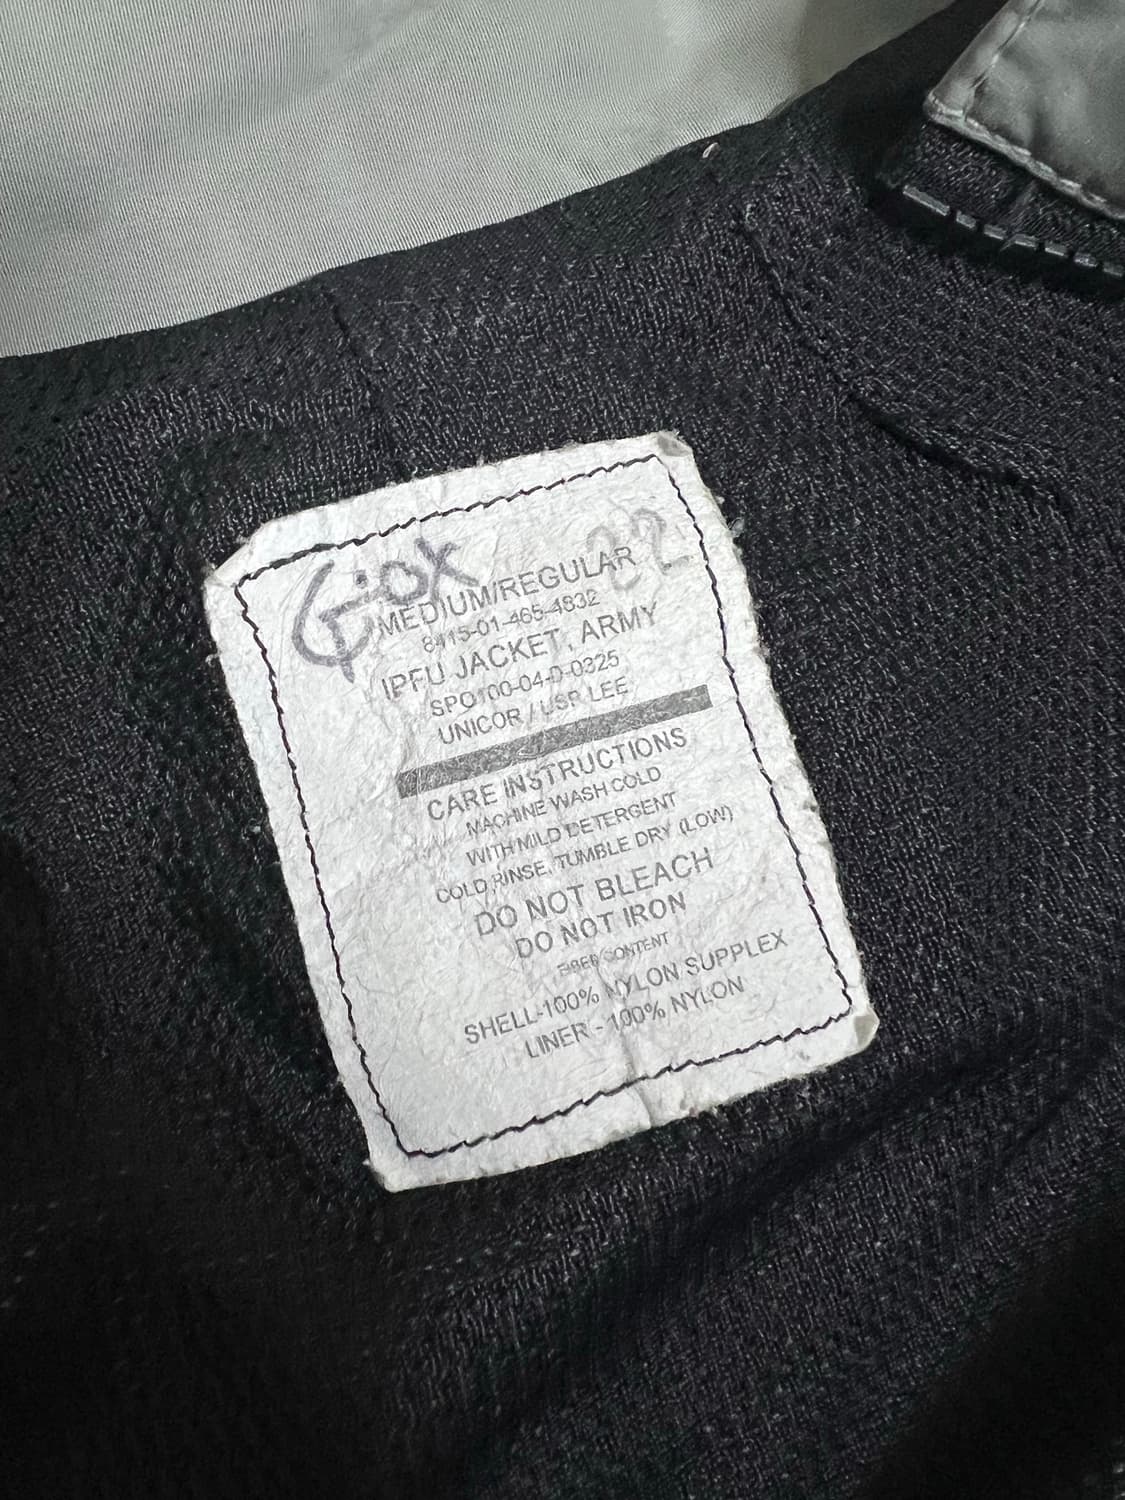 22
MEDIUM/REGULAR
8415-01-465-4832
IPFU JACKET, ARMY
SPO100-04-D-0325
UNICOR / USP LEE
CARE INSTRUCTIONS
MACHINE WASH COLD
WITH MILD DETERGENT
COLD RINSE, TUMBLE DRY (LOW)
DO NOT BLEACH
DO NOT IRON
FIBER CONTENT
SHELL-100% NYLON SUPPLEX
LINER - 100% NYLON